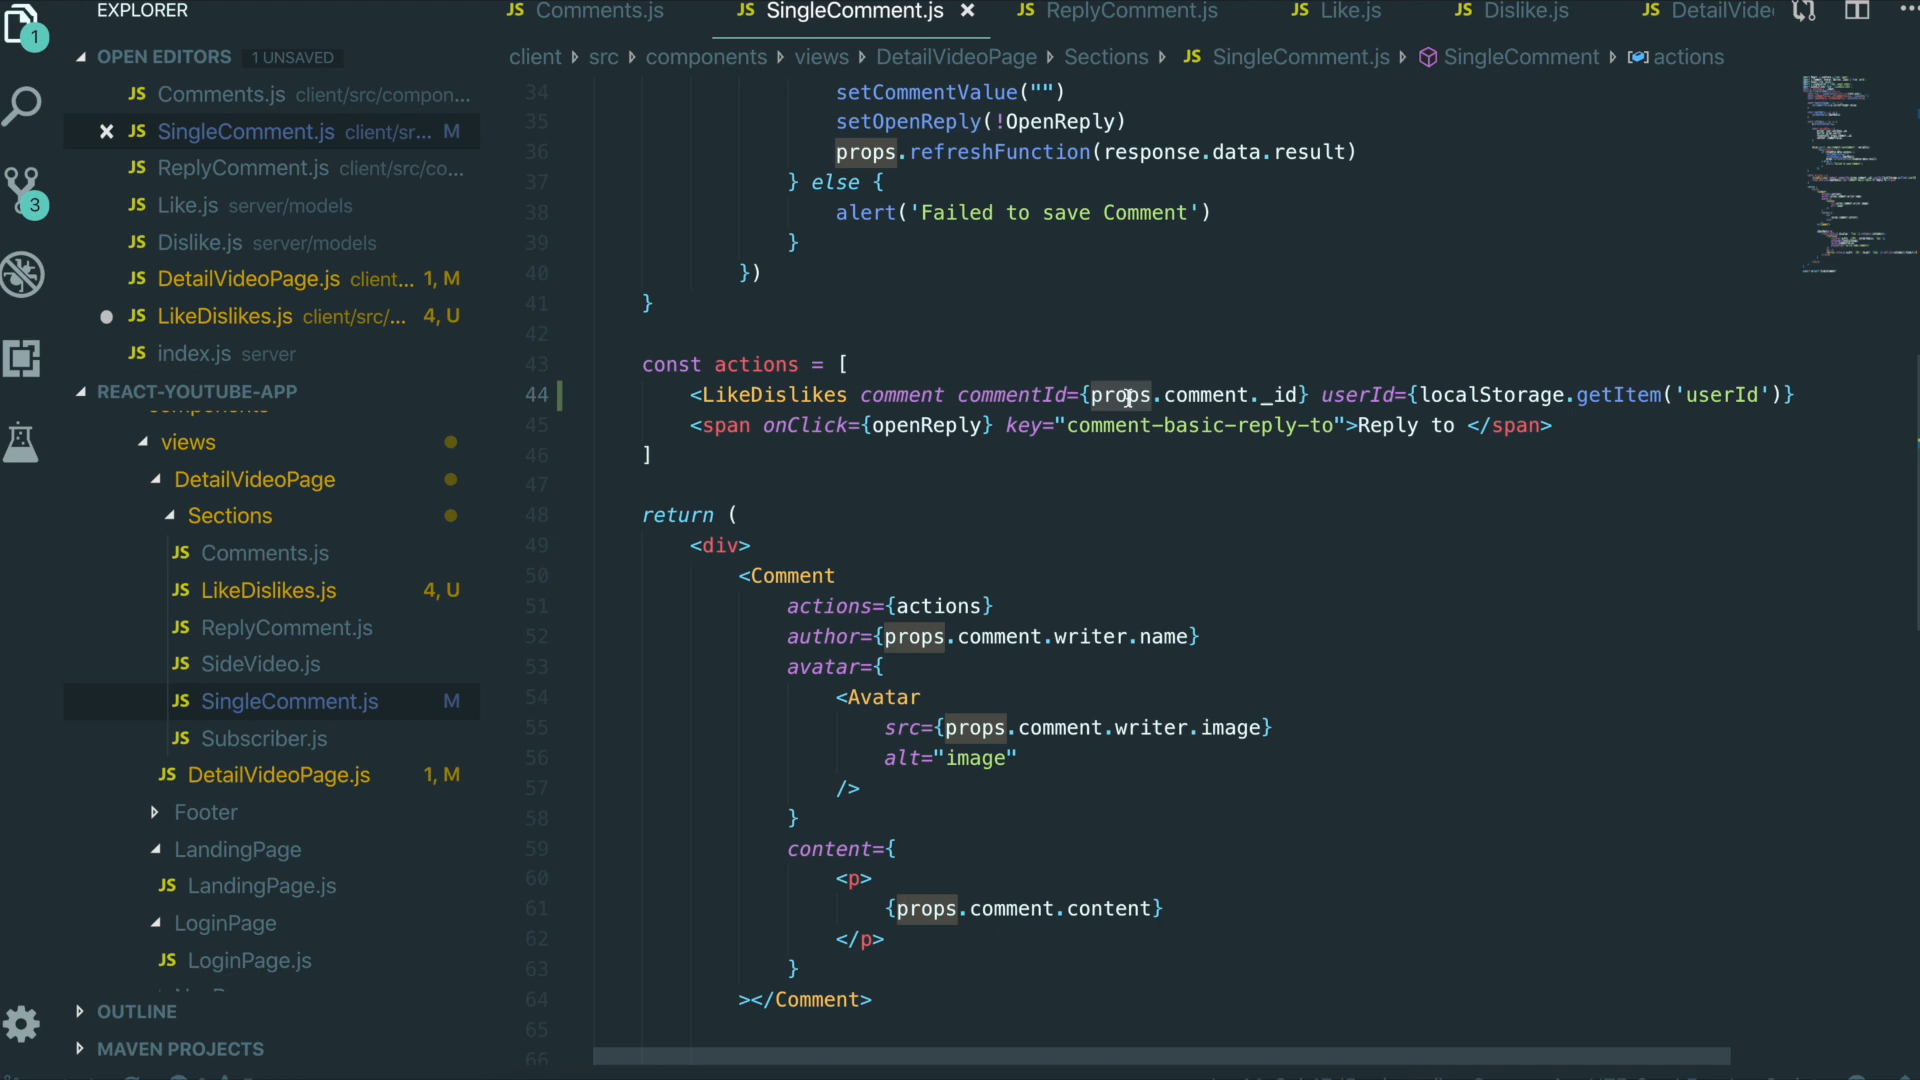 EXPLORER
JS Comments.js
JS SingleComment.js ×
JS ReplyComment.js
JS Like.js
JS Dislike.js
JS DetailVide
1
OPEN EDITORS 1 UNSAVED
JS Comments.js client/src/compon...
× JS SingleComment.js client/sr... M
JS ReplyComment.js client/src/co...
3
JS Like.js server/models
JS Dislike.js server/models
JS DetailVideoPage.js client... 1, M
JS LikeDislikes.js client/src/... 4, U
JS index.js server
REACT-YOUTUBE-APP
components
views
DetailVideoPage
Sections
JS Comments.js
JS LikeDislikes.js 4, U
JS ReplyComment.js
JS SideVideo.js
JS SingleComment.js M
JS Subscriber.js
JS DetailVideoPage.js 1, M
Footer
LandingPage
JS LandingPage.js
LoginPage
JS LoginPage.js
OUTLINE
MAVEN PROJECTS
client ▸ src ▸ components ▸ views ▸ DetailVideoPage ▸ Sections ▸ JS SingleComment.js ▸ SingleComment ▸ actions
34 setCommentValue("")
35 setOpenReply(!OpenReply)
36 props.refreshFunction(response.data.result)
37 } else {
38 alert('Failed to save Comment')
39 }
40 })
41 }
42
43 const actions = [
44 <LikeDislikes comment commentId={props.comment._id} userId={localStorage.getItem('userId')}
45 <span onClick={openReply} key="comment-basic-reply-to">Reply to </span>
46 ]
47
48 return (
49 <div>
50 <Comment
51 actions={actions}
52 author={props.comment.writer.name}
53 avatar={
54 <Avatar
55 src={props.comment.writer.image}
56 alt="image"
57 />
58 }
59 content={
60 <p>
61 {props.comment.content}
62 </p>
63 }
64 ></Comment>
65
66